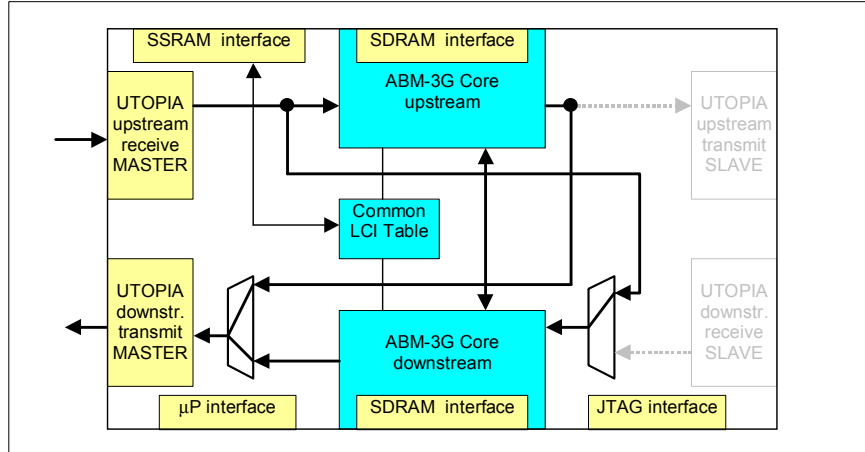 SSRAM interface
SDRAM interface
UTOPIA
upstream
receive
MASTER
ABM-3G Core
upstream
UTOPIA
upstream
transmit
SLAVE
Common
LCI Table
UTOPIA
downstr.
transmit
MASTER
ABM-3G Core
downstream
UTOPIA
downstr.
receive
SLAVE
µP interface
SDRAM interface
JTAG interface